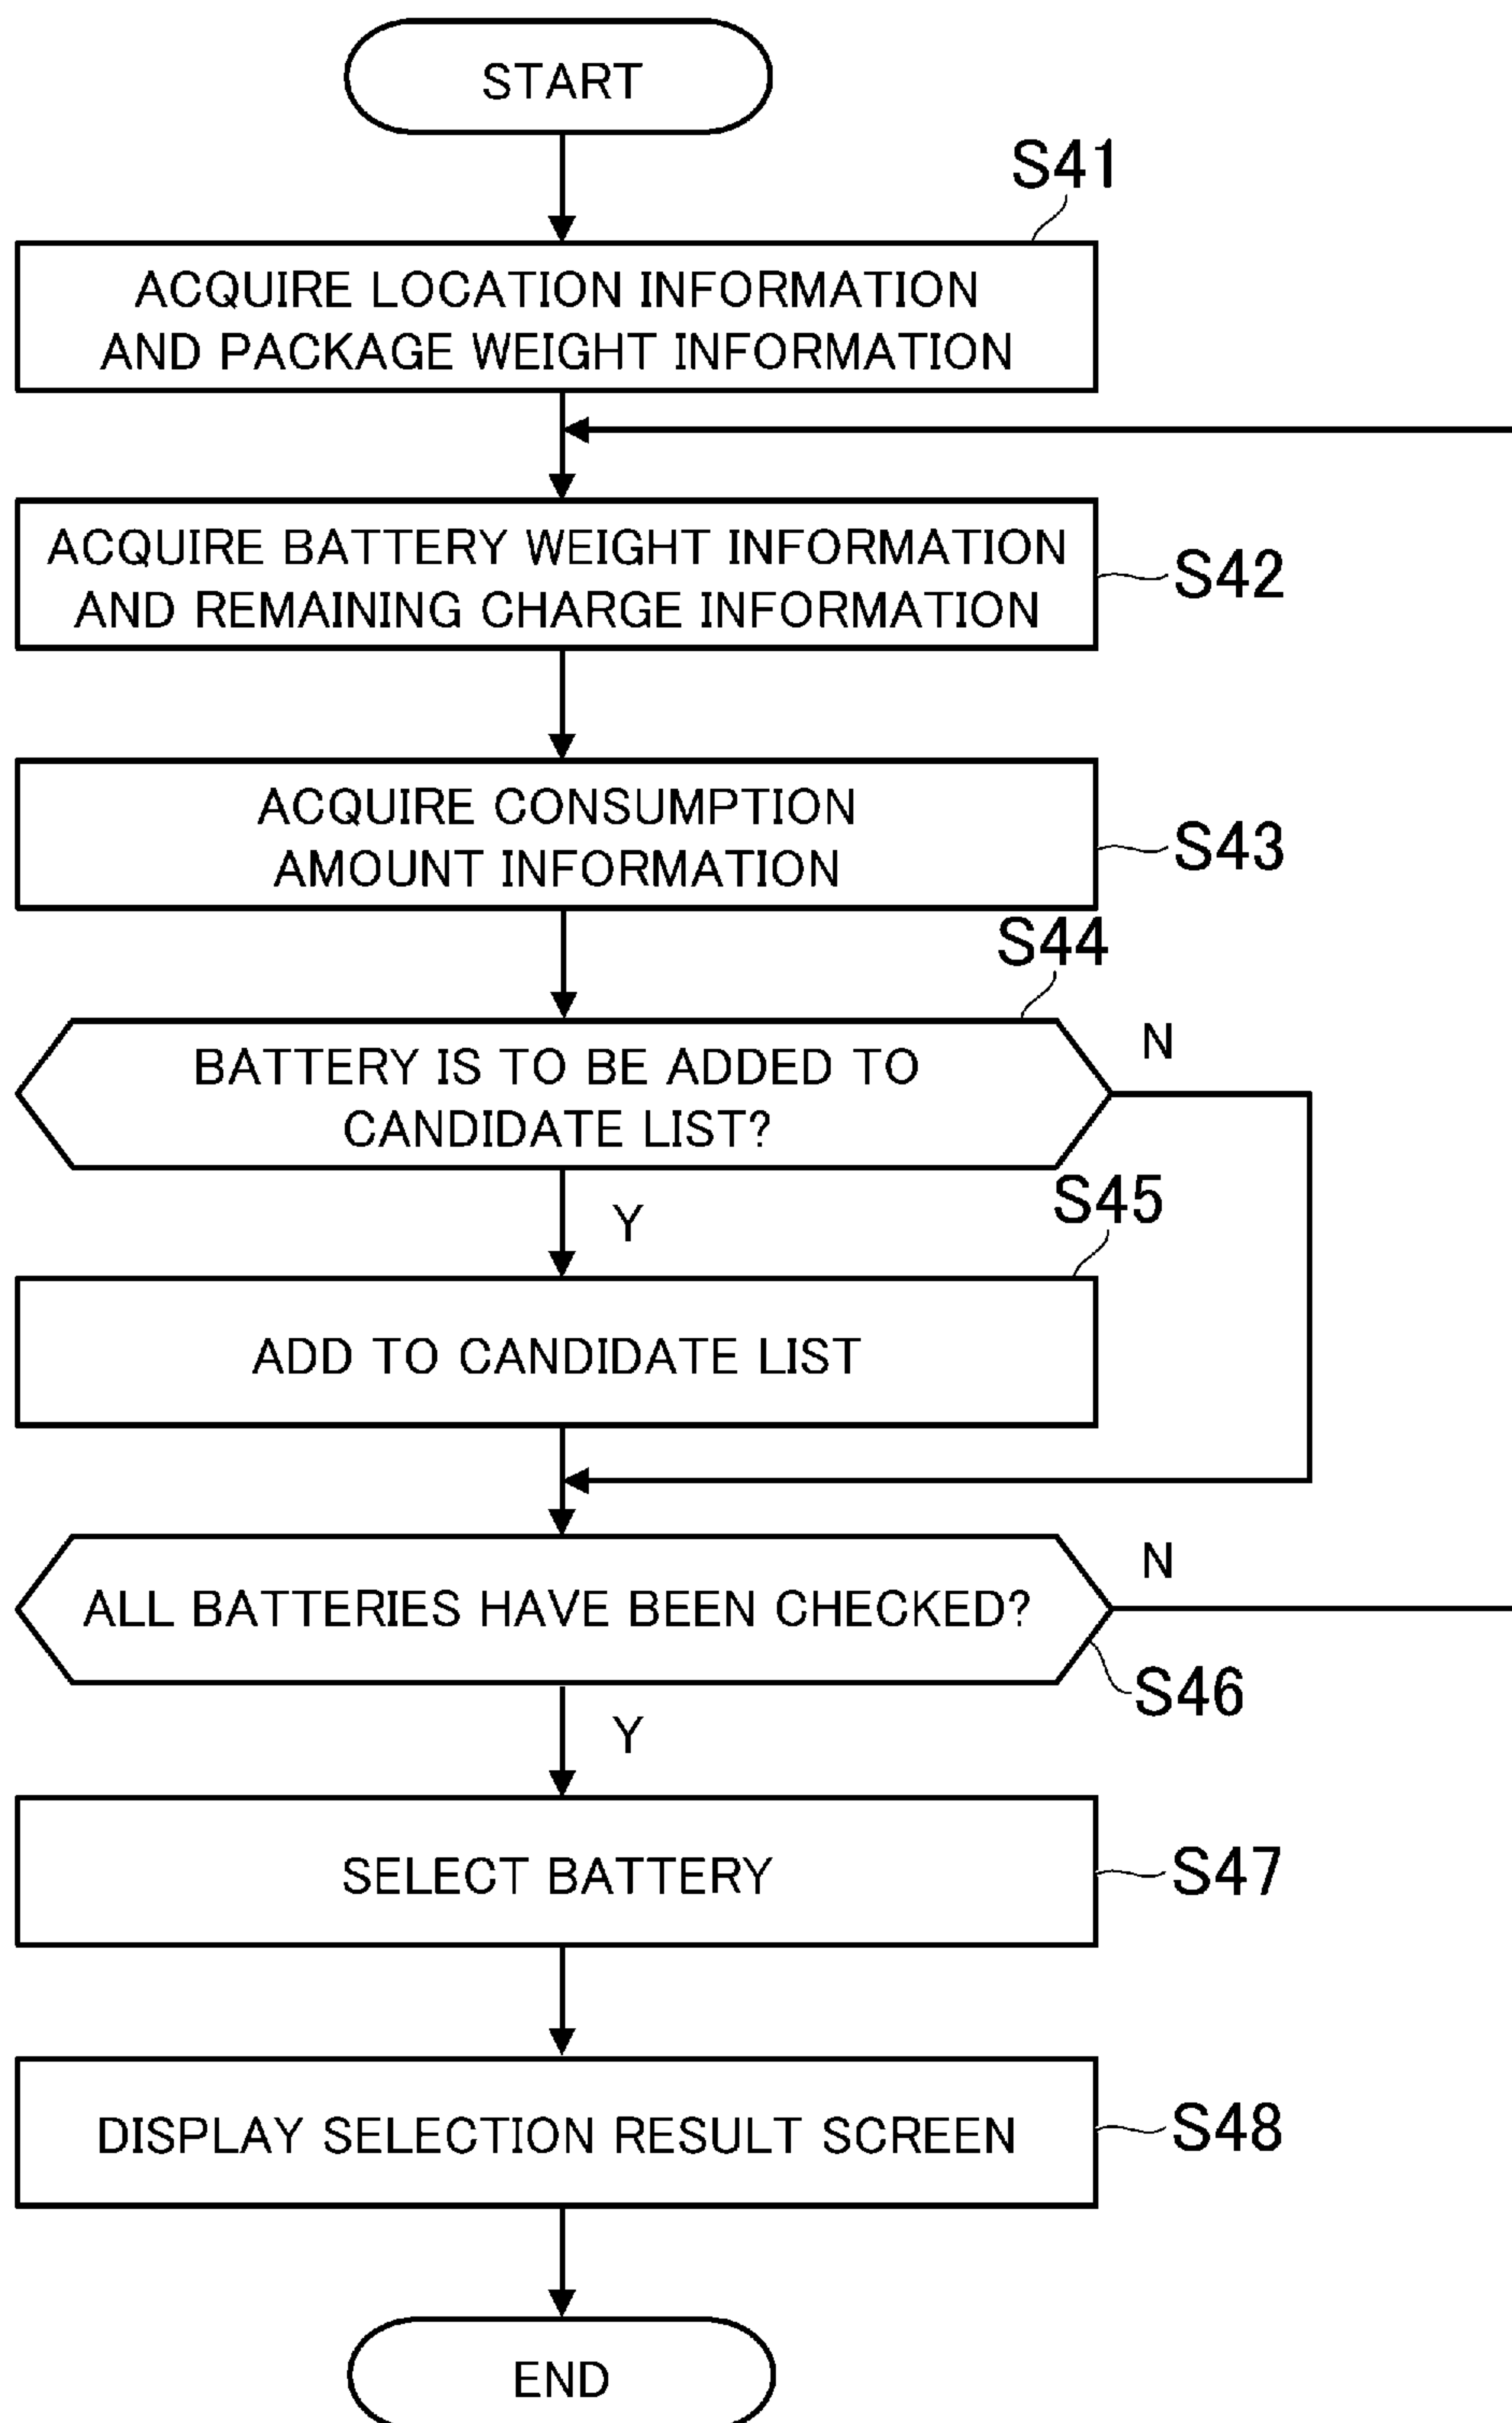 START
S41
ACQUIRE LOCATION INFORMATION
AND PACKAGE WEIGHT INFORMATION
ACQUIRE BATTERY WEIGHT INFORMATION
AND REMAINING CHARGE INFORMATION
S42
ACQUIRE CONSUMPTION
AMOUNT INFORMATION
S43
S44
BATTERY IS TO BE ADDED TO
CANDIDATE LIST?
N
Y
S45
ADD TO CANDIDATE LIST
ALL BATTERIES HAVE BEEN CHECKED?
N
S46
Y
SELECT BATTERY
S47
DISPLAY SELECTION RESULT SCREEN
S48
END